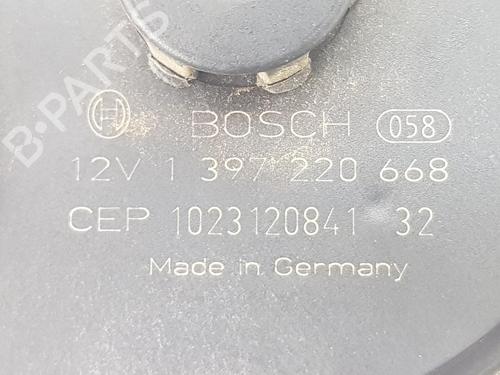 B-PARTS
BOSCH 058
12V 1 397 220 668
CEP 1023120841 32
Made in Germany